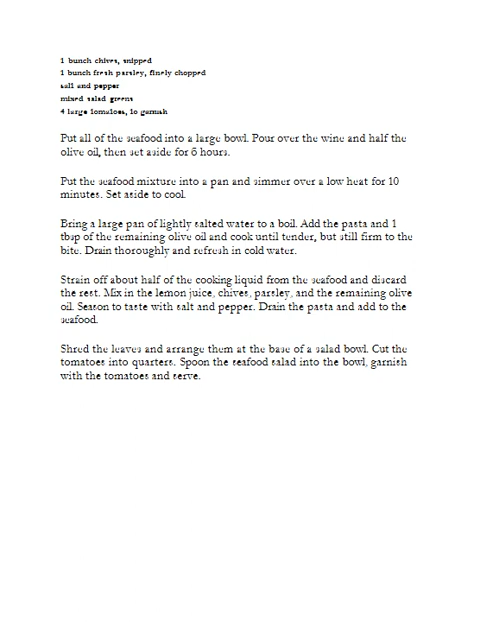 1 bunch chives, snipped
1 bunch fresh parsley, finely chopped
salt and pepper
mixed salad greens
4 large tomatoes, to garnish
Put all of the seafood into a large bowl. Pour over the wine and half the
olive oil, then set aside for 6 hours.
Put the seafood mixture into a pan and simmer over a low heat for 10
minutes. Set aside to cool.
Bring a large pan of lightly salted water to a boil. Add the pasta and 1
tbsp of the remaining olive oil and cook until tender, but still firm to the
bite. Drain thoroughly and refresh in cold water.
Strain off about half of the cooking liquid from the seafood and discard
the rest. Mix in the lemon juice, chives, parsley, and the remaining olive
oil. Season to taste with salt and pepper. Drain the pasta and add to the
seafood.
Shred the leaves and arrange them at the base of a salad bowl. Cut the
tomatoes into quarters. Spoon the seafood salad into the bowl, garnish
with the tomatoes and serve.